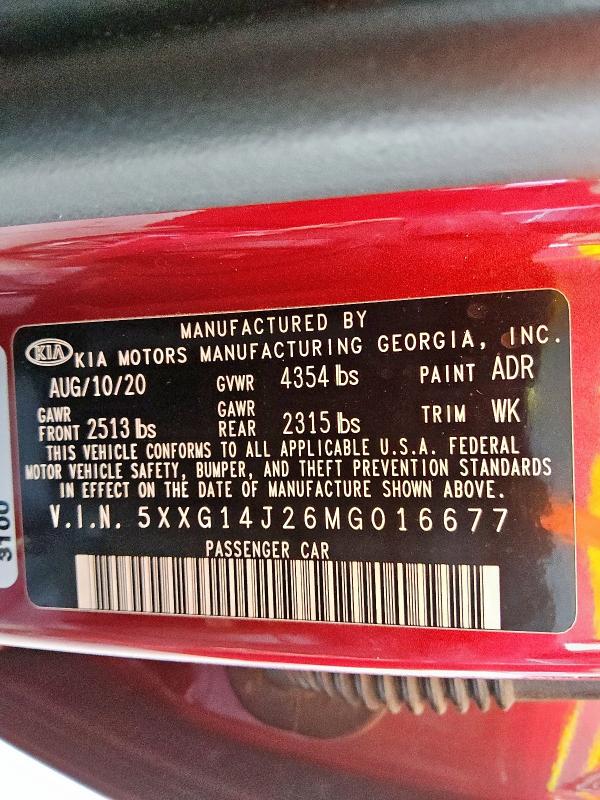 MANUFACTURED BY
KIA KIA MOTORS MANUFACTURING GEORGIA, INC.
AUG/10/20 GVWR 4354 lbs PAINT ADR
GAWR FRONT 2513 lbs GAWR REAR 2315 lbs TRIM WK
THIS VEHICLE CONFORMS TO ALL APPLICABLE U.S.A. FEDERAL
MOTOR VEHICLE SAFETY, BUMPER, AND THEFT PREVENTION STANDARDS
IN EFFECT ON THE DATE OF MANUFACTURE SHOWN ABOVE.
V.I.N. 5XXG14J26MG016677
PASSENGER CAR
3100